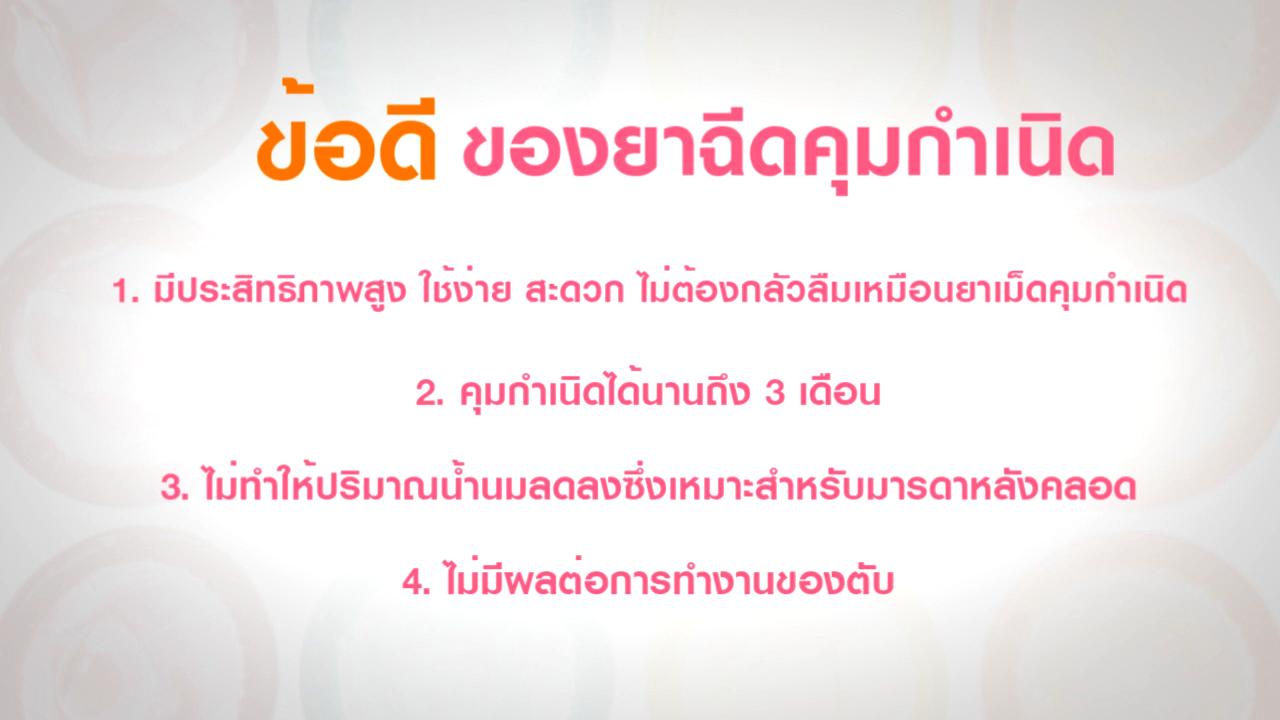 ข้อดี ของยาฉีดคุมกำเนิด
1. มีประสิทธิภาพสูง ใช้ง่าย สะดวก ไม่ต้องกลัวลืมเหมือนยาเม็ดคุมกำเนิด
2. คุมกำเนิดได้นานถึง 3 เดือน
3. ไม่ทำให้ปริมาณน้ำนมลดลงซึ่งเหมาะสำหรับมารดาหลังคลอด
4. ไม่มีผลต่อการทำงานของตับ